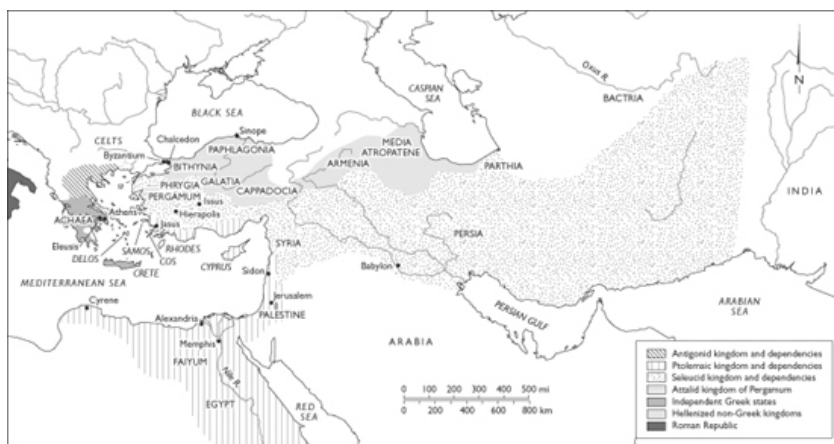 Oxus R.
CASPIAN
SEA
BACTRIA
N
BLACK SEA
Sinope
CELTS
Chalcedon
Byzantium
PAPHLAGONIA
BITHYNIA
MEDIA
ATROPATENE
ARMENIA
PARTHIA
PHRYGIA
GALATIA
CAPPADOCIA
PERGAMUM
Issus
INDIA
ACHAEA
Athens
Hierapolis
Eleusis
Jasus
DELOS
SAMOS
RHODES
COS
CRETE
CYPRUS
SYRIA
PERSIA
Sidon
Babylon
MEDITERRANEAN SEA
Cyrene
Jerusalem
PALESTINE
Alexandria
PERSIAN GULF
ARABIAN
SEA
Memphis
FAIYUM
ARABIA
Nile R.
EGYPT
RED
SEA
0 100 200 300 400 500 mi
0 200 400 600 800 km
Antigonid kingdom and dependencies
Ptolemaic kingdom and dependencies
Seleucid kingdom and dependencies
Attalid kingdom of Pergamum
Independent Greek states
Hellenized non-Greek kingdoms
Roman Republic